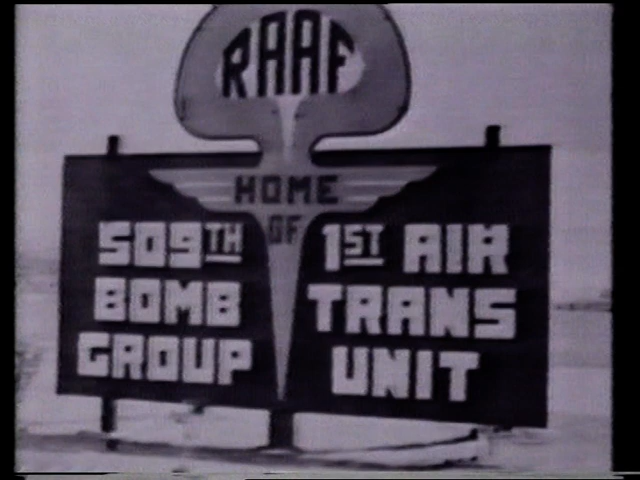 RAAF
HOME
OF
509TH
BOMB
GROUP
1ST AIR
TRANS
UNIT